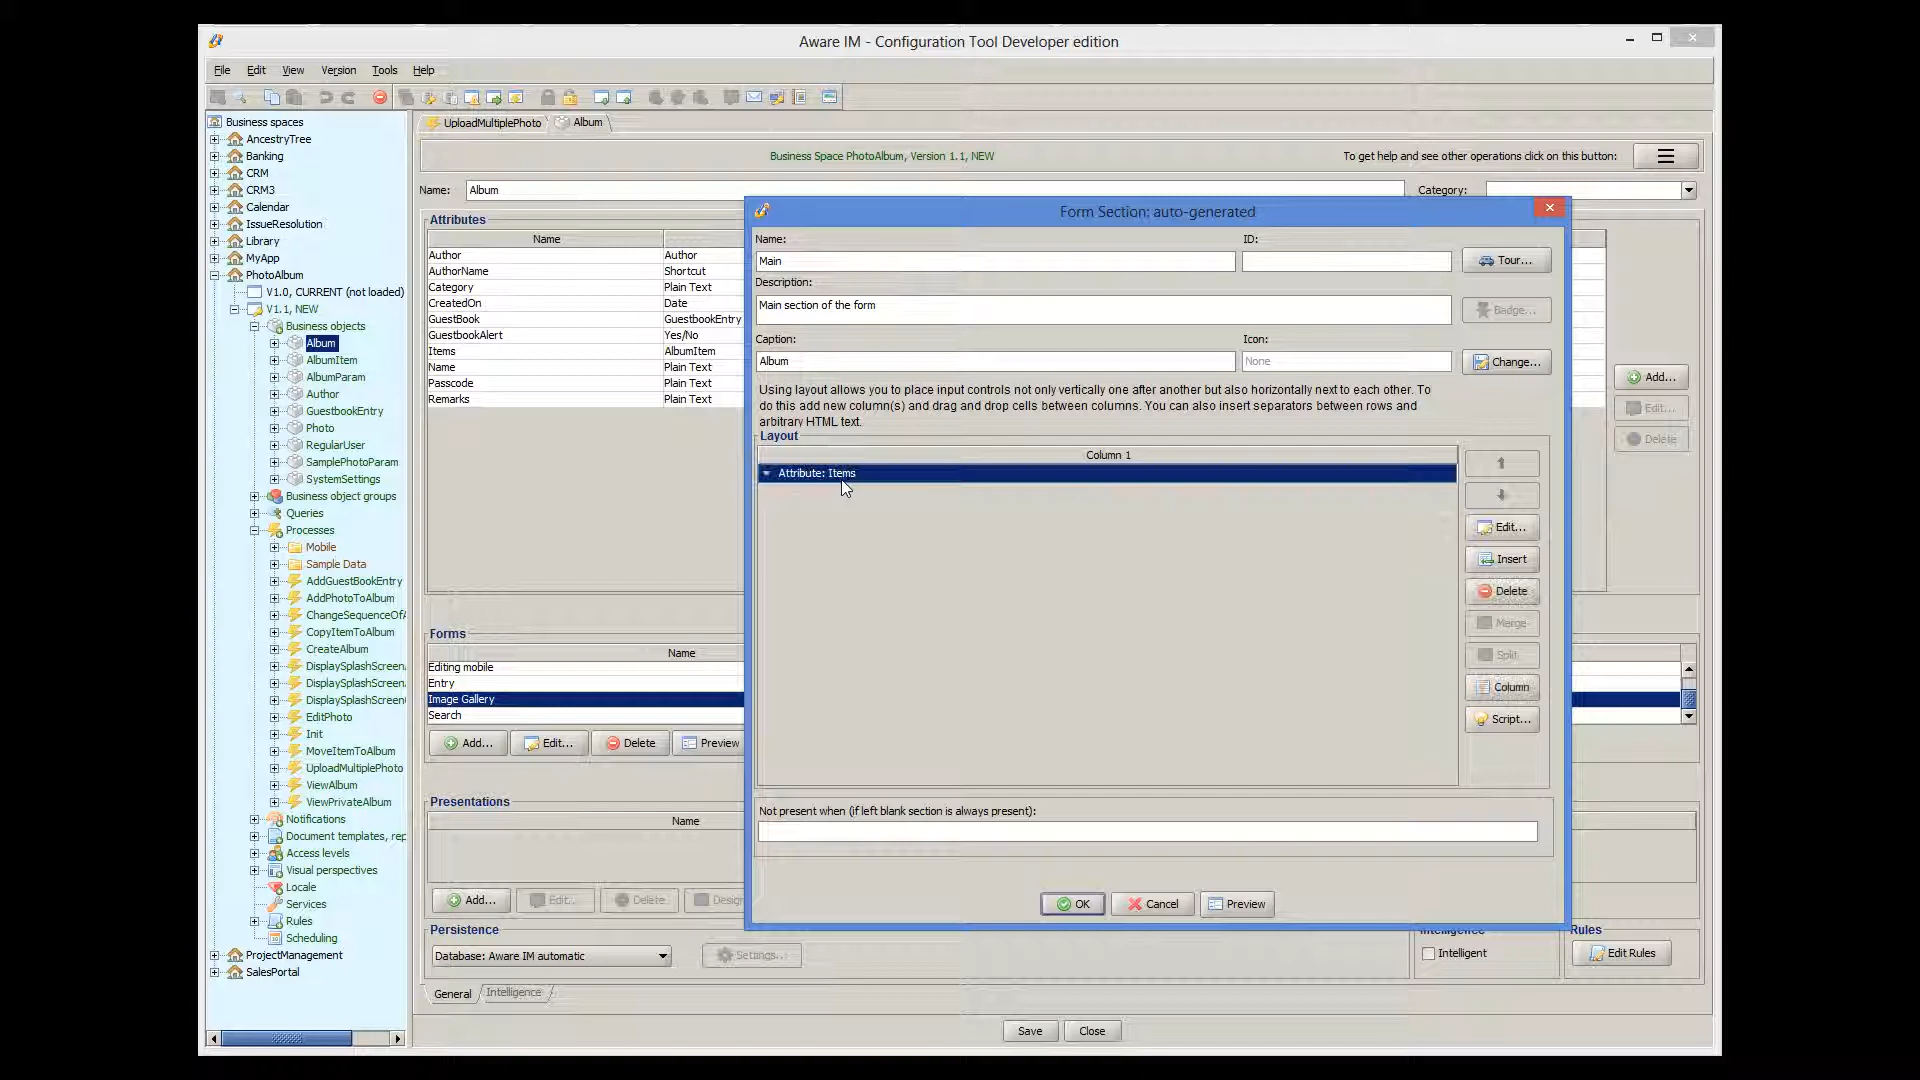 Aware IM - Configuration Tool Developer edition
File Edit View Version Tools Help
Business spaces
AncestryTree
Banking
CRM
CRM3
Calendar
IssueResolution
Library
MyApp
PhotoAlbum
V1.0, CURRENT (not loaded)
V1.1, NEW
Business objects
Album
AlbumItem
AlbumParam
Author
GuestbookEntry
Photo
RegularUser
SamplePhotoParam
SystemSettings
Business object groups
Queries
Processes
Mobile
Sample Data
AddGuestBookEntry
AddPhotoToAlbum
ChangeSequenceOf
CopyItemToAlbum
CreateAlbum
DisplaySplashScreen
DisplaySplashScreen
DisplaySplashScreen
EditPhoto
Init
MoveItemToAlbum
UploadMultiplePhoto
ViewAlbum
ViewPrivateAlbum
Notifications
Document templates, rep
Access levels
Visual perspectives
Locale
Services
Rules
Scheduling
ProjectManagement
SalesPortal
UploadMultiplePhoto Album
Business Space PhotoAlbum, Version 1.1, NEW
To get help and see other operations click on this button:
Name: Album Category:
Attributes
Name
Author Author
AuthorName Shortcut
Category Plain Text
CreatedOn Date
GuestBook GuestbookEntry
GuestbookAlert Yes/No
Items AlbumItem
Name Plain Text
Passcode Plain Text
Remarks Plain Text
Add...
Edit...
Delete
Forms
Name
Editing mobile
Entry
Image Gallery
Search
Add... Edit... Delete Preview
Presentations
Name
Add... Edit... Delete Design
Persistence
Database: Aware IM automatic Settings...
Intelligence
Intelligent
Rules
Edit Rules
General Intelligence
Save Close
Form Section: auto-generated
Name: ID:
Main Tour...
Description:
Main section of the form Badge...
Caption: Icon:
Album None Change...
Using layout allows you to place input controls not only vertically one after another but also horizontally next to each other. To
do this add new column(s) and drag and drop cells between columns. You can also insert separators between rows and
arbitrary HTML text.
Layout
Column 1
Attribute: Items
Edit...
Insert
Delete
Merge
Split
Column
Script...
Not present when (if left blank section is always present):
OK Cancel Preview